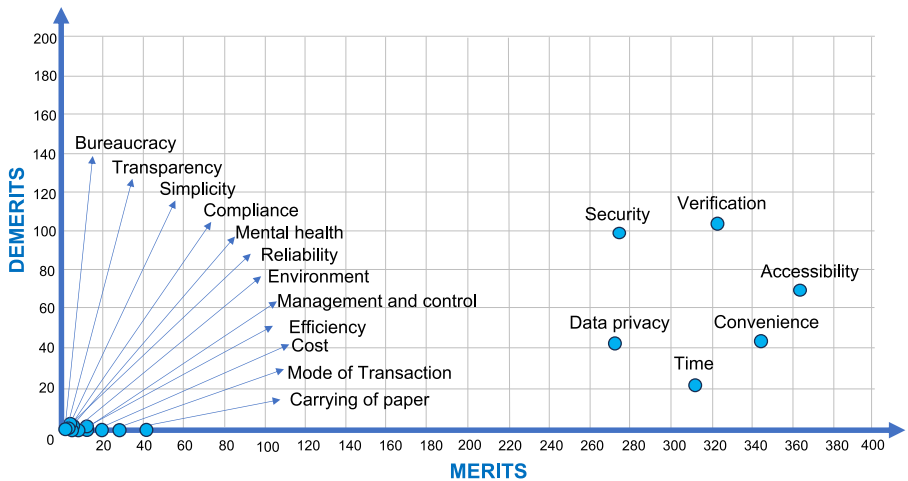 200
180
160
140
120
100
80
60
40
20
0
DEMERITS
Bureaucracy
Transparency
Simplicity
Compliance
Mental health
Reliability
Environment
Management and control
Efficiency
Cost
Mode of Transaction
Carrying of paper
Security
Verification
Accessibility
Data privacy
Convenience
Time
20 40 60 80 100 120 140 160 180 200 220 240 260 280 300 320 340 360 380 400
MERITS